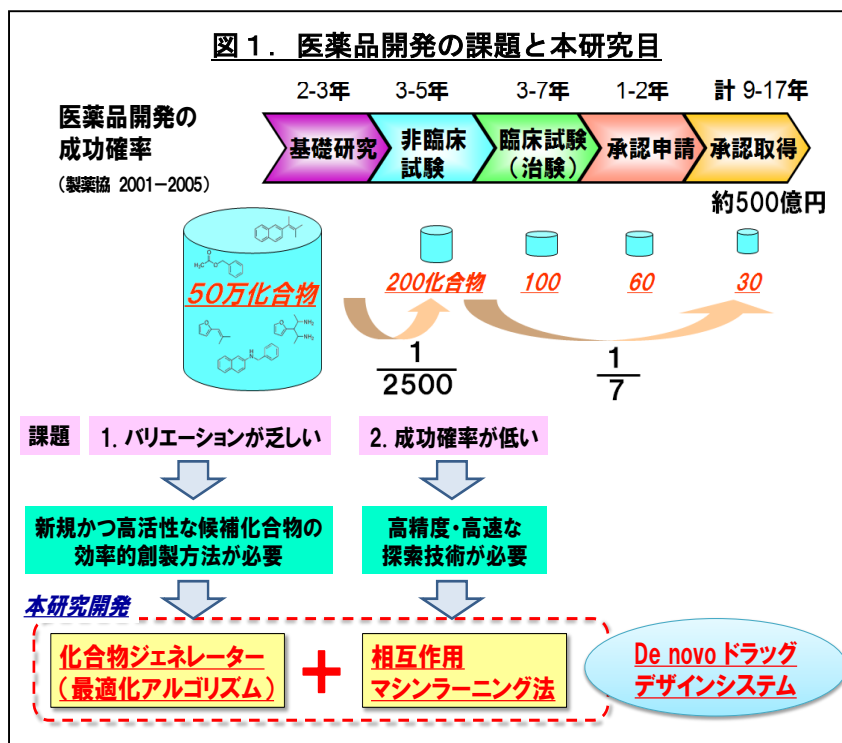 図１．医薬品開発の課題と本研究目
2-3年 3-5年 3-7年 1-2年 計 9-17年
医薬品開発の
成功確率
（製薬協 2001－2005）
基礎研究
非臨床
試験
臨床試験
（治験）
承認申請
承認取得
約500億円
H₃C
O
O
50万化合物
200化合物
100
60
30
O
O
NH₂
NH₂
H
N
1
2500
1
7
課題
1. バリエーションが乏しい
2. 成功確率が低い
新規かつ高活性な候補化合物の
効率的創製方法が必要
高精度・高速な
探索技術が必要
本研究開発
化合物ジェネレーター
（最適化アルゴリズム）
＋
相互作用
マシンラーニング法
De novo ドラッグ
デザインシステム